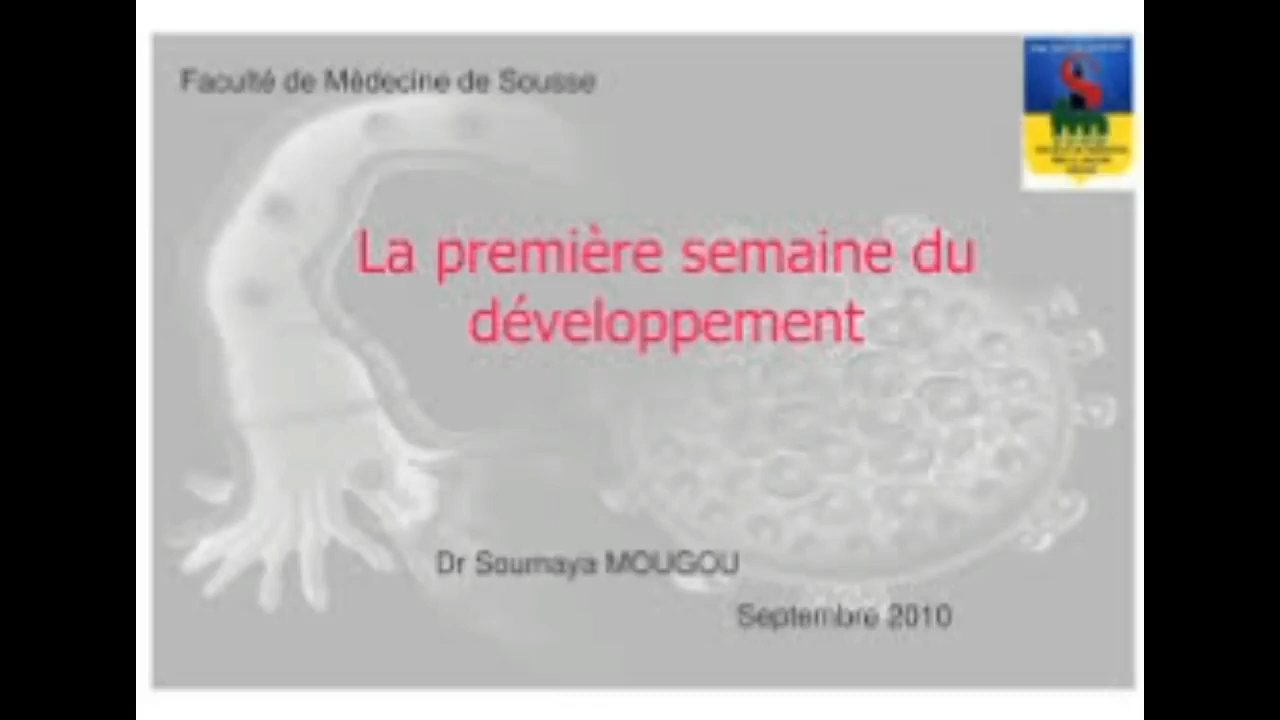 Faculté de Médecine de Sousse
La première semaine du
développement
Dr Soumaya MOUGOU
Septembre 2010